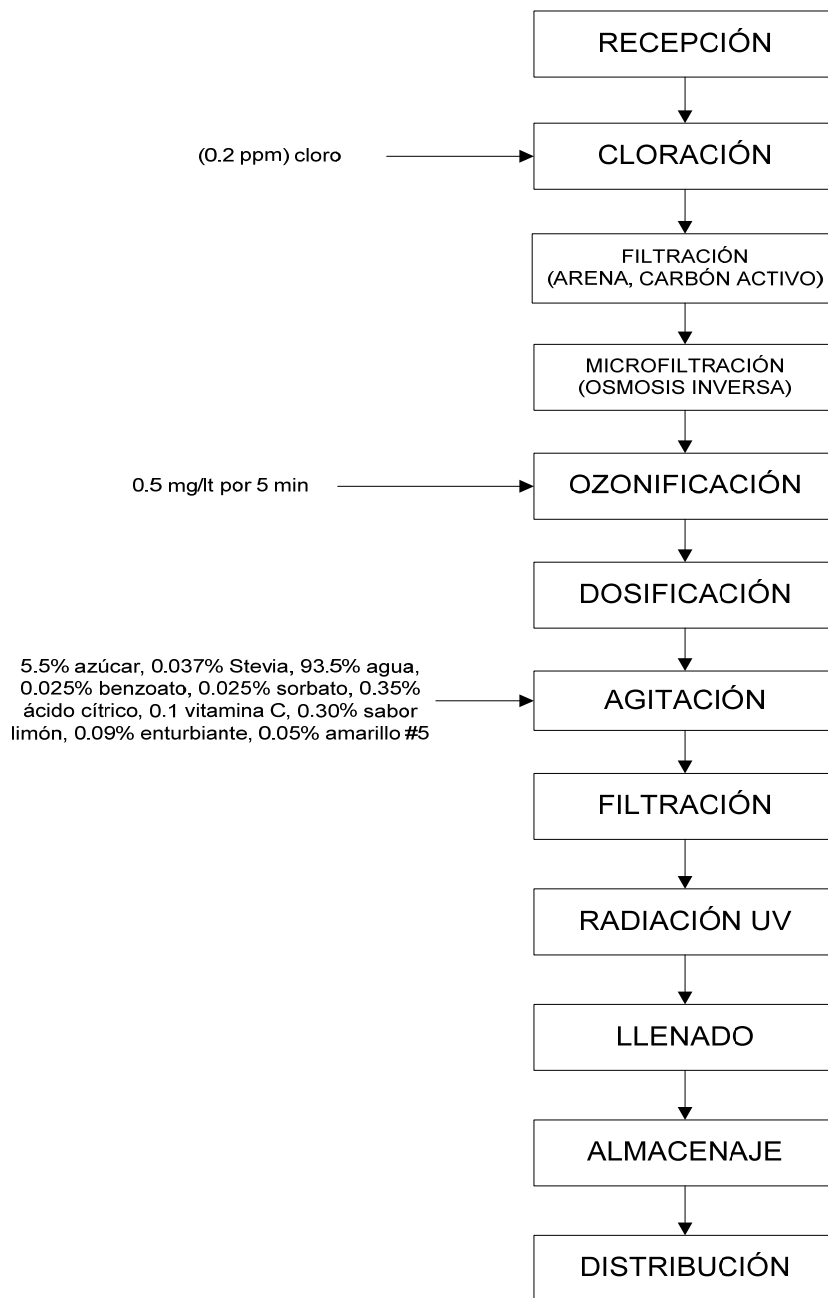 RECEPCIÓN
(0.2 ppm) cloro
CLORACIÓN
FILTRACIÓN
(ARENA, CARBÓN ACTIVO)
MICROFILTRACIÓN
(OSMOSIS INVERSA)
0.5 mg/lt por 5 min
OZONIFICACIÓN
DOSIFICACIÓN
5.5% azúcar, 0.037% Stevia, 93.5% agua,
0.025% benzoato, 0.025% sorbato, 0.35%
ácido cítrico, 0.1 vitamina C, 0.30% sabor
limón, 0.09% enturbiante, 0.05% amarillo #5
AGITACIÓN
FILTRACIÓN
RADIACIÓN UV
LLENADO
ALMACENAJE
DISTRIBUCIÓN